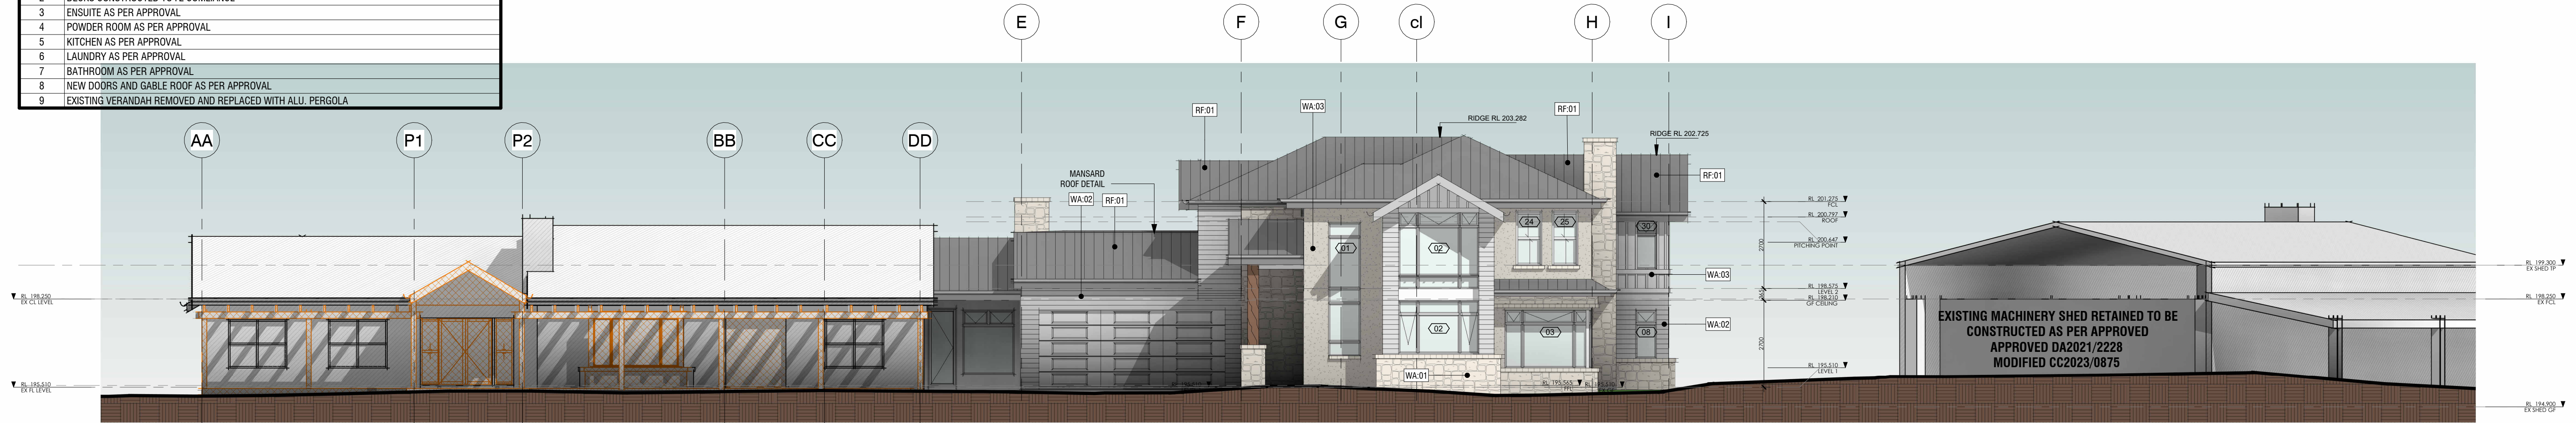 3 ENSUITE AS PER APPROVAL
4 POWDER ROOM AS PER APPROVAL
5 KITCHEN AS PER APPROVAL
6 LAUNDRY AS PER APPROVAL
7 BATHROOM AS PER APPROVAL
8 NEW DOORS AND GABLE ROOF AS PER APPROVAL
9 EXISTING VERANDAH REMOVED AND REPLACED WITH ALU. PERGOLA
E F G cl H I
AA P1 P2 BB CC DD
RF:01
WA:03
RF:01
RIDGE RL 203.282
RIDGE RL 202.725
RF:01
MANSARD
ROOF DETAIL
WA:02
RF:01
RL 201.275
FCL
RL 200.797
ROOF
RL 200.647
PITCHING POINT
24
25
30
01
02
2700
WA:03
RL 199.300
EX SHED TP
RL 198.575
LEVEL 2
365
RL 198.210
GF CEILING
RL 198.250
EX CL LEVEL
RL 198.250
EX FCL
02
03
08
WA:02
2700
EXISTING MACHINERY SHED RETAINED TO BE
CONSTRUCTED AS PER APPROVED
APPROVED DA2021/2228
MODIFIED CC2023/0875
WA:01
RL 195.510
LEVEL 1
RL 195.565
FFL
RL 195.510
EX FL LEVEL
RL 194.900
EX SHED GF